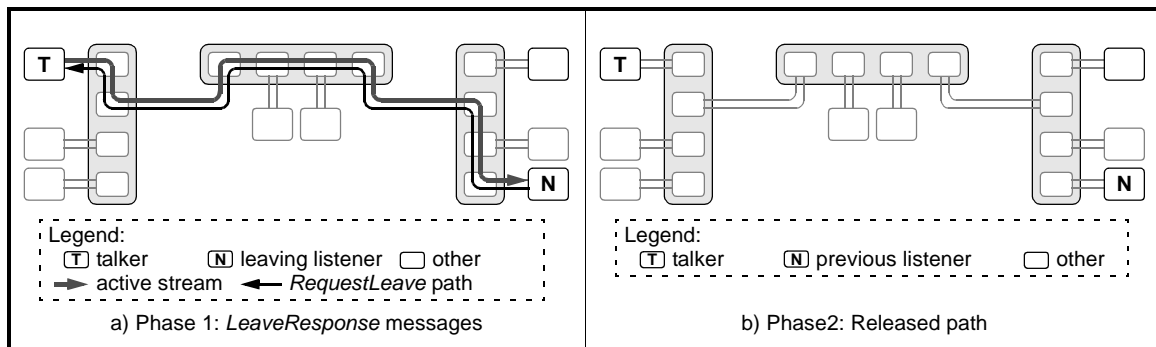 T
N
Legend:
T talker N leaving listener other
active stream RequestLeave path
a) Phase 1: LeaveResponse messages
T
N
Legend:
T talker N previous listener other
b) Phase2: Released path